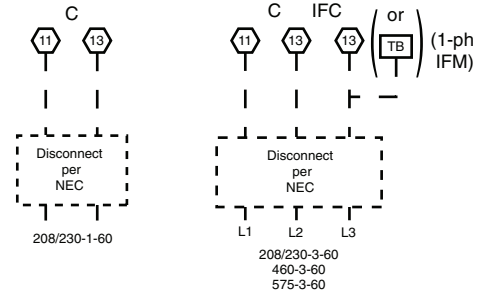 C
11 13
Disconnect
per
NEC
208/230-1-60
C IFC or
11 13 13 TB (1-ph
IFM)
Disconnect
per
NEC
L1 L2 L3
208/230-3-60
460-3-60
575-3-60